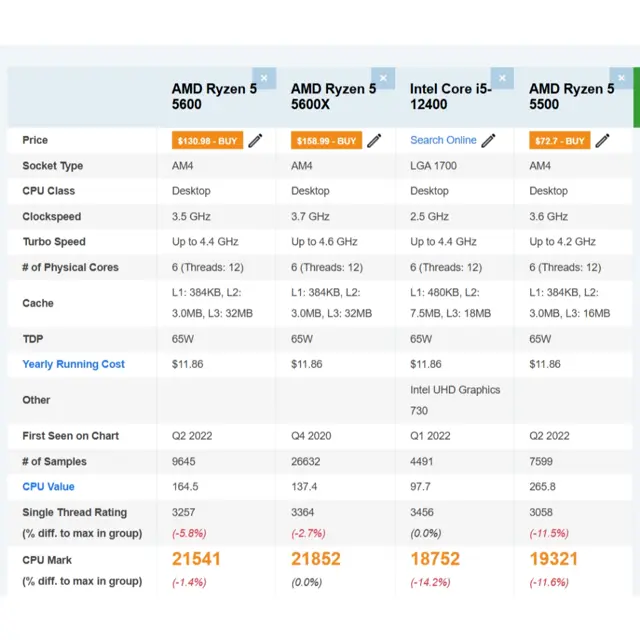 × × × ×
AMD Ryzen 5 AMD Ryzen 5 Intel Core i5- AMD Ryzen 5
5600 5600X 12400 5500
Price $130.98 - BUY $158.99 - BUY Search Online $72.7 - BUY
Socket Type AM4 AM4 LGA 1700 AM4
CPU Class Desktop Desktop Desktop Desktop
Clockspeed 3.5 GHz 3.7 GHz 2.5 GHz 3.6 GHz
Turbo Speed Up to 4.4 GHz Up to 4.6 GHz Up to 4.4 GHz Up to 4.2 GHz
# of Physical Cores 6 (Threads: 12) 6 (Threads: 12) 6 (Threads: 12) 6 (Threads: 12)
L1: 384KB, L2: L1: 384KB, L2: L1: 480KB, L2: L1: 384KB, L2:
Cache
3.0MB, L3: 32MB 3.0MB, L3: 32MB 7.5MB, L3: 18MB 3.0MB, L3: 16MB
TDP 65W 65W 65W 65W
Yearly Running Cost $11.86 $11.86 $11.86 $11.86
Intel UHD Graphics
Other
730
First Seen on Chart Q2 2022 Q4 2020 Q1 2022 Q2 2022
# of Samples 9645 26632 4491 7599
CPU Value 164.5 137.4 97.7 265.8
Single Thread Rating 3257 3364 3456 3058
(% diff. to max in group) (-5.8%) (-2.7%) (0.0%) (-11.5%)
CPU Mark 21541 21852 18752 19321
(% diff. to max in group) (-1.4%) (0.0%) (-14.2%) (-11.6%)